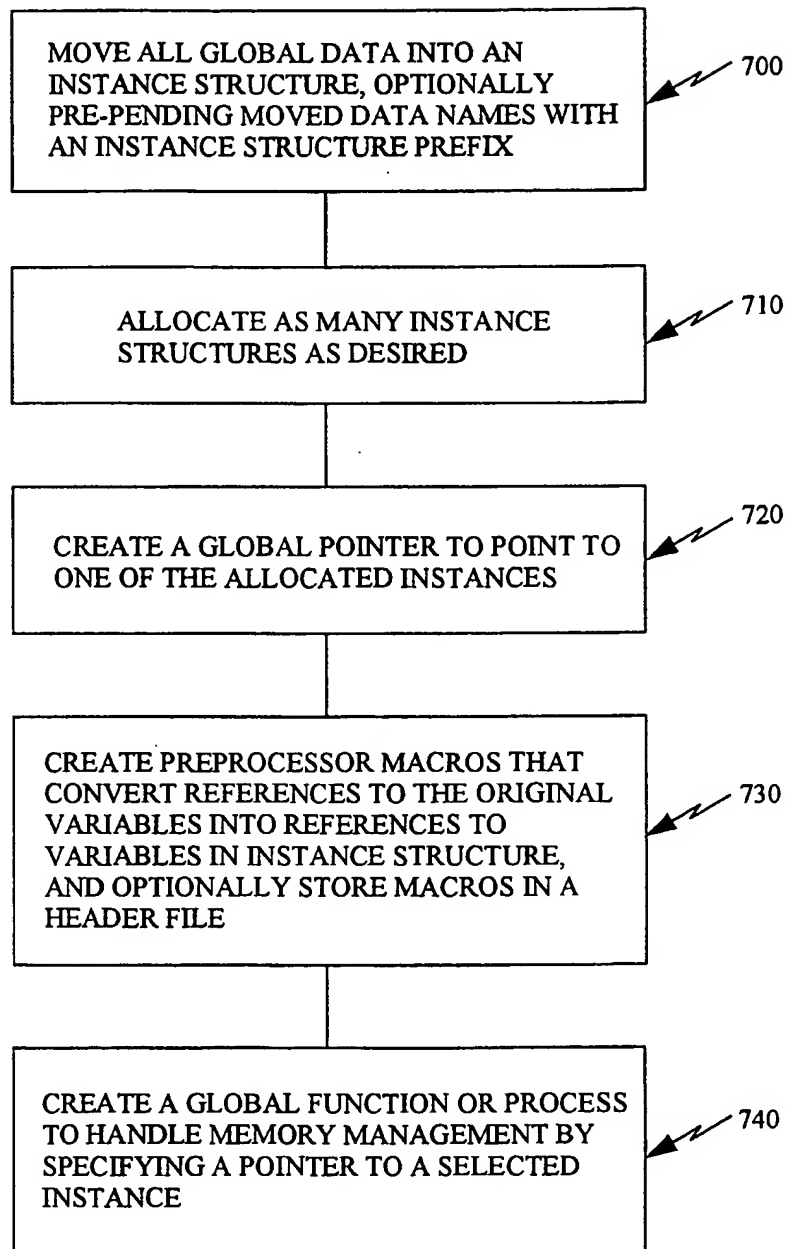 MOVE ALL GLOBAL DATA INTO AN
INSTANCE STRUCTURE, OPTIONALLY
PRE-PENDING MOVED DATA NAMES WITH
AN INSTANCE STRUCTURE PREFIX
700
ALLOCATE AS MANY INSTANCE
STRUCTURES AS DESIRED
710
CREATE A GLOBAL POINTER TO POINT TO
ONE OF THE ALLOCATED INSTANCES
720
CREATE PREPROCESSOR MACROS THAT
CONVERT REFERENCES TO THE ORIGINAL
VARIABLES INTO REFERENCES TO
VARIABLES IN INSTANCE STRUCTURE,
AND OPTIONALLY STORE MACROS IN A
HEADER FILE
730
CREATE A GLOBAL FUNCTION OR PROCESS
TO HANDLE MEMORY MANAGEMENT BY
SPECIFYING A POINTER TO A SELECTED
INSTANCE
740